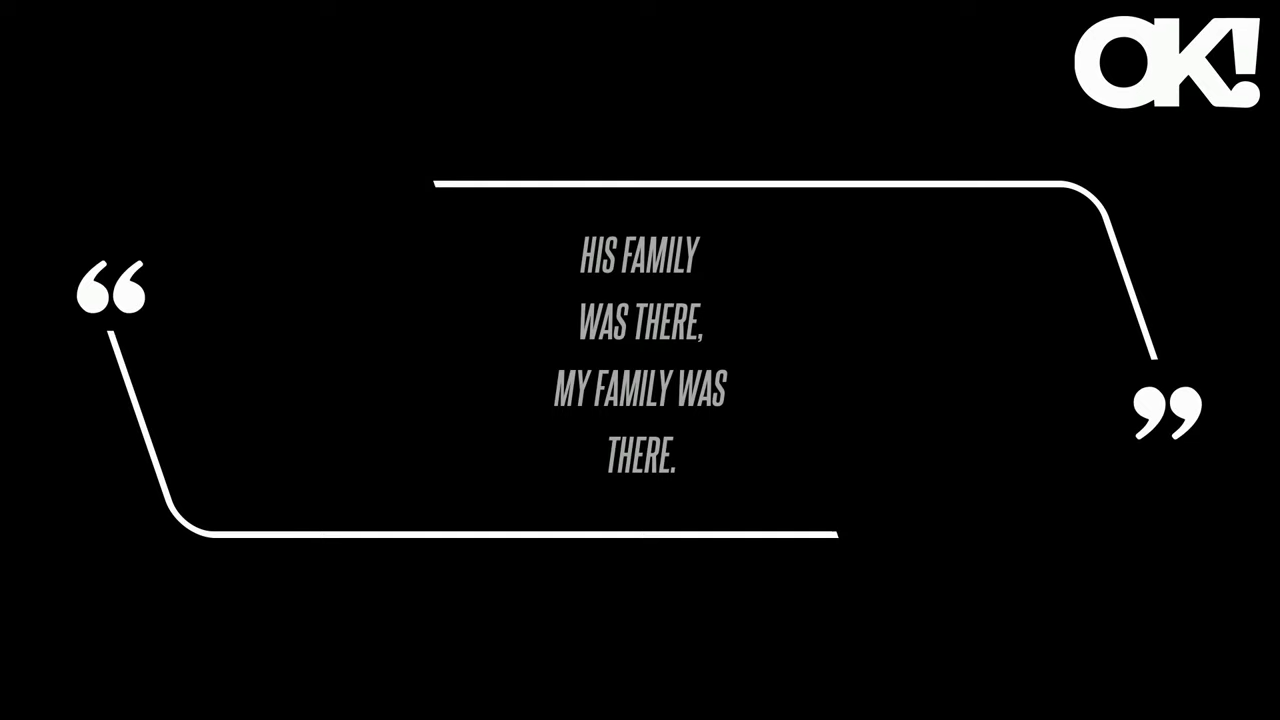 OK!
“
HIS FAMILY
WAS THERE,
MY FAMILY WAS
THERE.
”